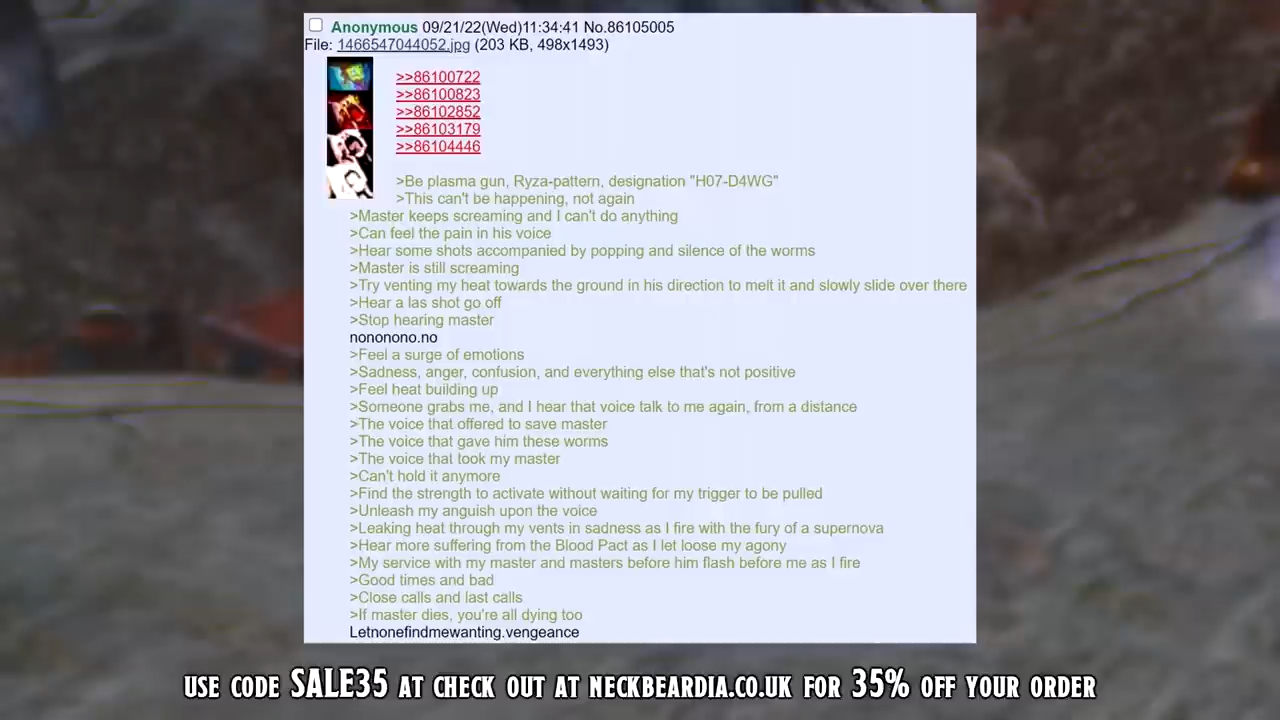 Anonymous 09/21/22(Wed)11:34:41 No.86105005
File: 1466547044052.jpg (203 KB, 498x1493)
>>86100722
>>86100823
>>86102852
>>86103179
>>86104446
>Be plasma gun, Ryza-pattern, designation "H07-D4WG"
>This can't be happening, not again
>Master keeps screaming and I can't do anything
>Can feel the pain in his voice
>Hear some shots accompanied by popping and silence of the worms
>Master is still screaming
>Try venting my heat towards the ground in his direction to melt it and slowly slide over there
>Hear a las shot go off
>Stop hearing master
nononono.no
>Feel a surge of emotions
>Sadness, anger, confusion, and everything else that's not positive
>Feel heat building up
>Someone grabs me, and I hear that voice talk to me again, from a distance
>The voice that offered to save master
>The voice that gave him these worms
>The voice that took my master
>Can't hold it anymore
>Find the strength to activate without waiting for my trigger to be pulled
>Unleash my anguish upon the voice
>Leaking heat through my vents in sadness as I fire with the fury of a supernova
>Hear more suffering from the Blood Pact as I let loose my agony
>My service with my master and masters before him flash before me as I fire
>Good times and bad
>Close calls and last calls
>If master dies, you're all dying too
Letnonefindmewanting.vengeance
USE CODE SALE35 AT CHECK OUT AT NECKBEARDIA.CO.UK FOR 35% OFF YOUR ORDER